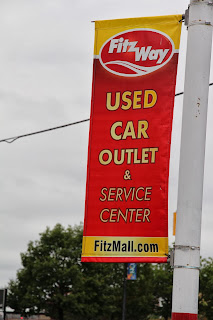 FitzWay
USED
CAR
OUTLET
&
SERVICE
CENTER
FitzMall.com